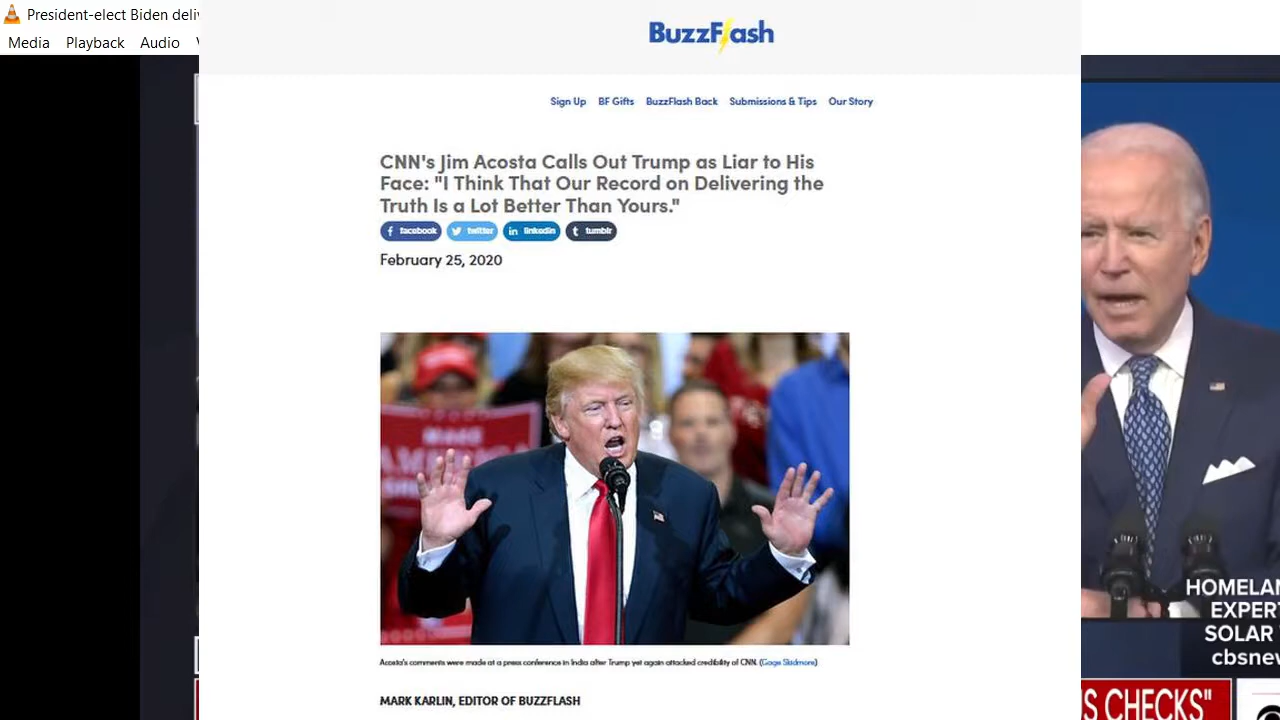 President-elect Biden deliv
Media Playback Audio
BuzzFlash
Sign Up BF Gifts BuzzFlash Back Submissions & Tips Our Story
CNN's Jim Acosta Calls Out Trump as Liar to His
Face: "I Think That Our Record on Delivering the
Truth Is a Lot Better Than Yours."
facebook twitter linkedin tumblr
February 25, 2020
MAKE
AMERICA
Acosta's comments were made at a press conference in India after Trump yet again attacked credibility of CNN. (Gage Skidmore)
MARK KARLIN, EDITOR OF BUZZFLASH
HOMELAN
EXPERT
SOLAR
cbsnew
S CHECKS"